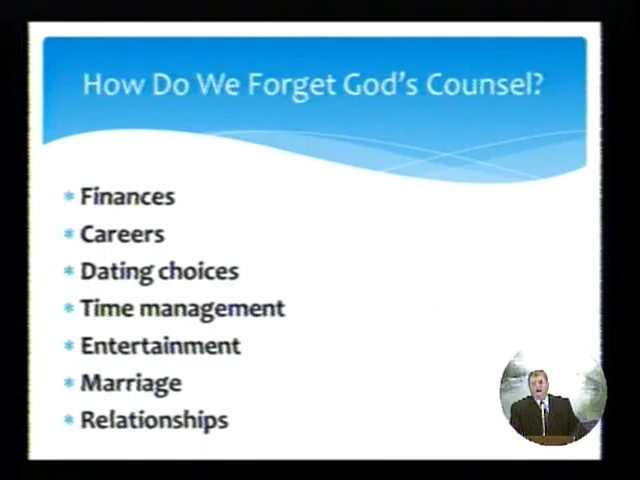 How Do We Forget God's Counsel?
* Finances
* Careers
* Dating choices
* Time management
* Entertainment
* Marriage
* Relationships